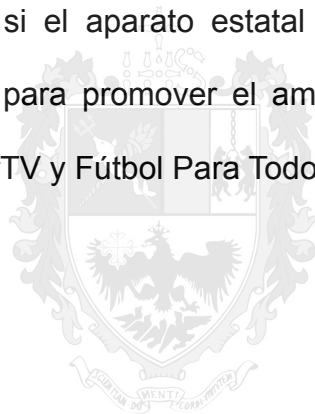 si el aparato estatal
para promover el am
TV y Fútbol Para Todo